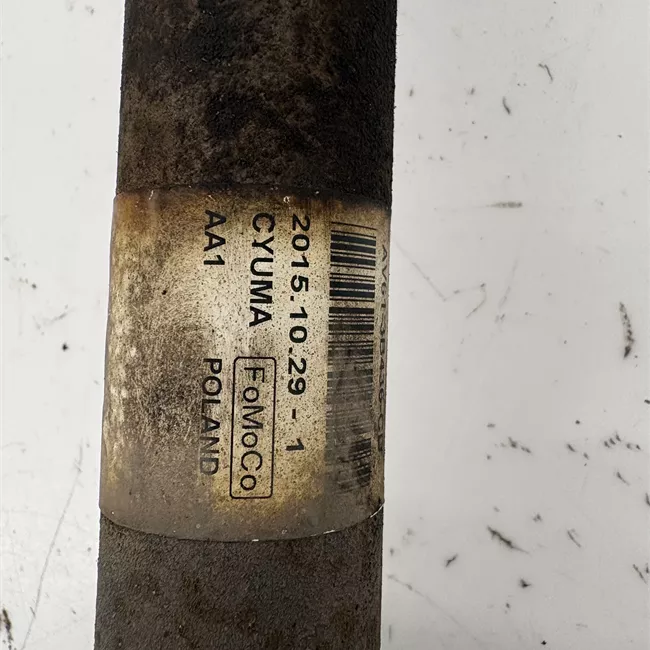 2015.10.29 - 1
CYUMA FoMoCo
AA1 POLAND